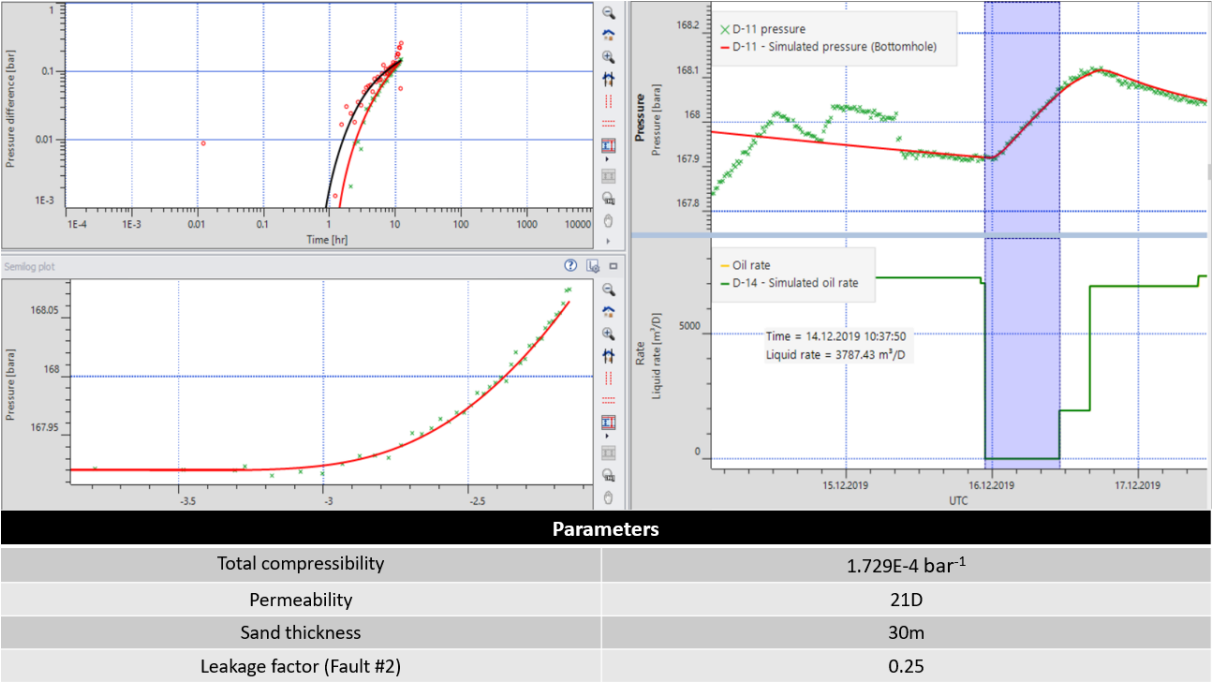 1
0.1
0.01
1E-3
Pressure difference [bar]
1E-4
1E-3
0.01
0.1
1
10
100
1000
10000
Time [hr]
Semlog plot
168.05
168
167.95
Pressure [bara]
-3.5
-3
-2.5
D-11 pressure
D-11 - Simulated pressure (Bottomhole)
168.2
168.1
168
167.9
167.8
Pressure
Pressure [bara]
Oil rate
D-14 - Simulated oil rate
5000
0
Rate
Liquid rate [m³/D]
Time = 14.12.2019 10:37:50
Liquid rate = 3787.43 m³/D
15.12.2019
16.12.2019
17.12.2019
UTC
Parameters
Total compressibility
1.729E-4 bar⁻¹
Permeability
21D
Sand thickness
30m
Leakage factor (Fault #2)
0.25